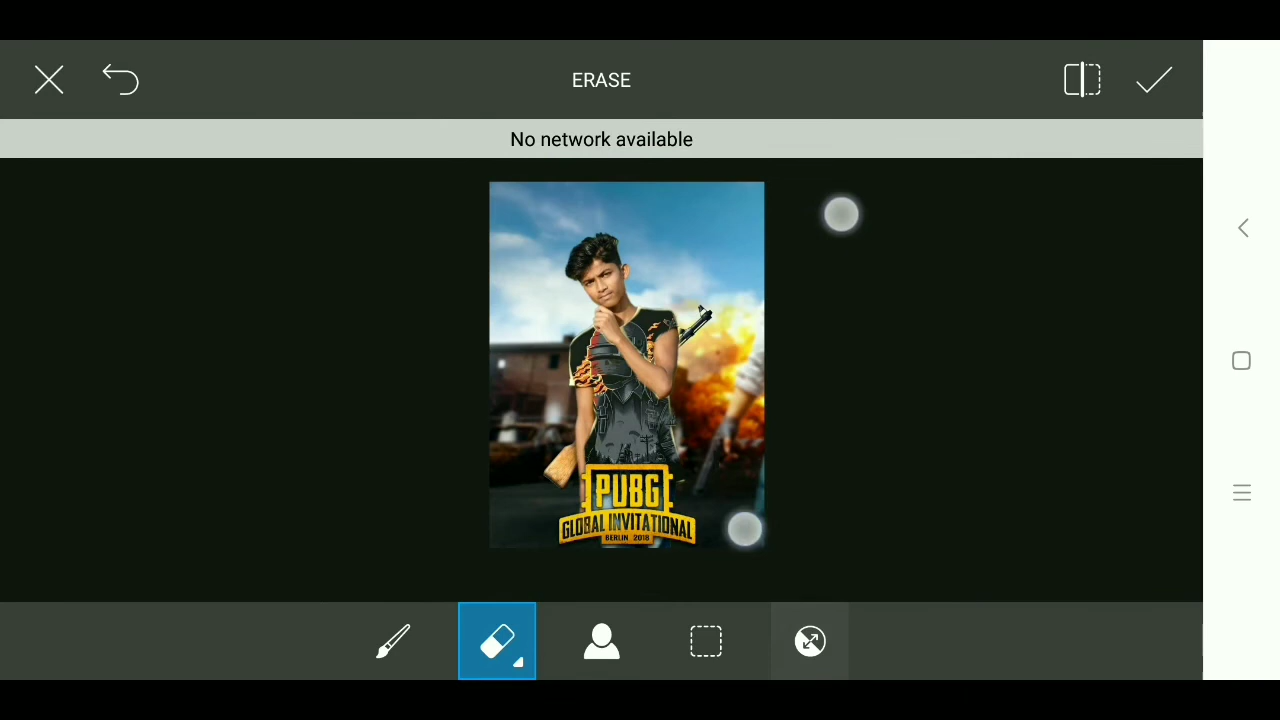 ERASE
No network available
PUBG
GLOBAL INVITATIONAL
BERLIN 2018